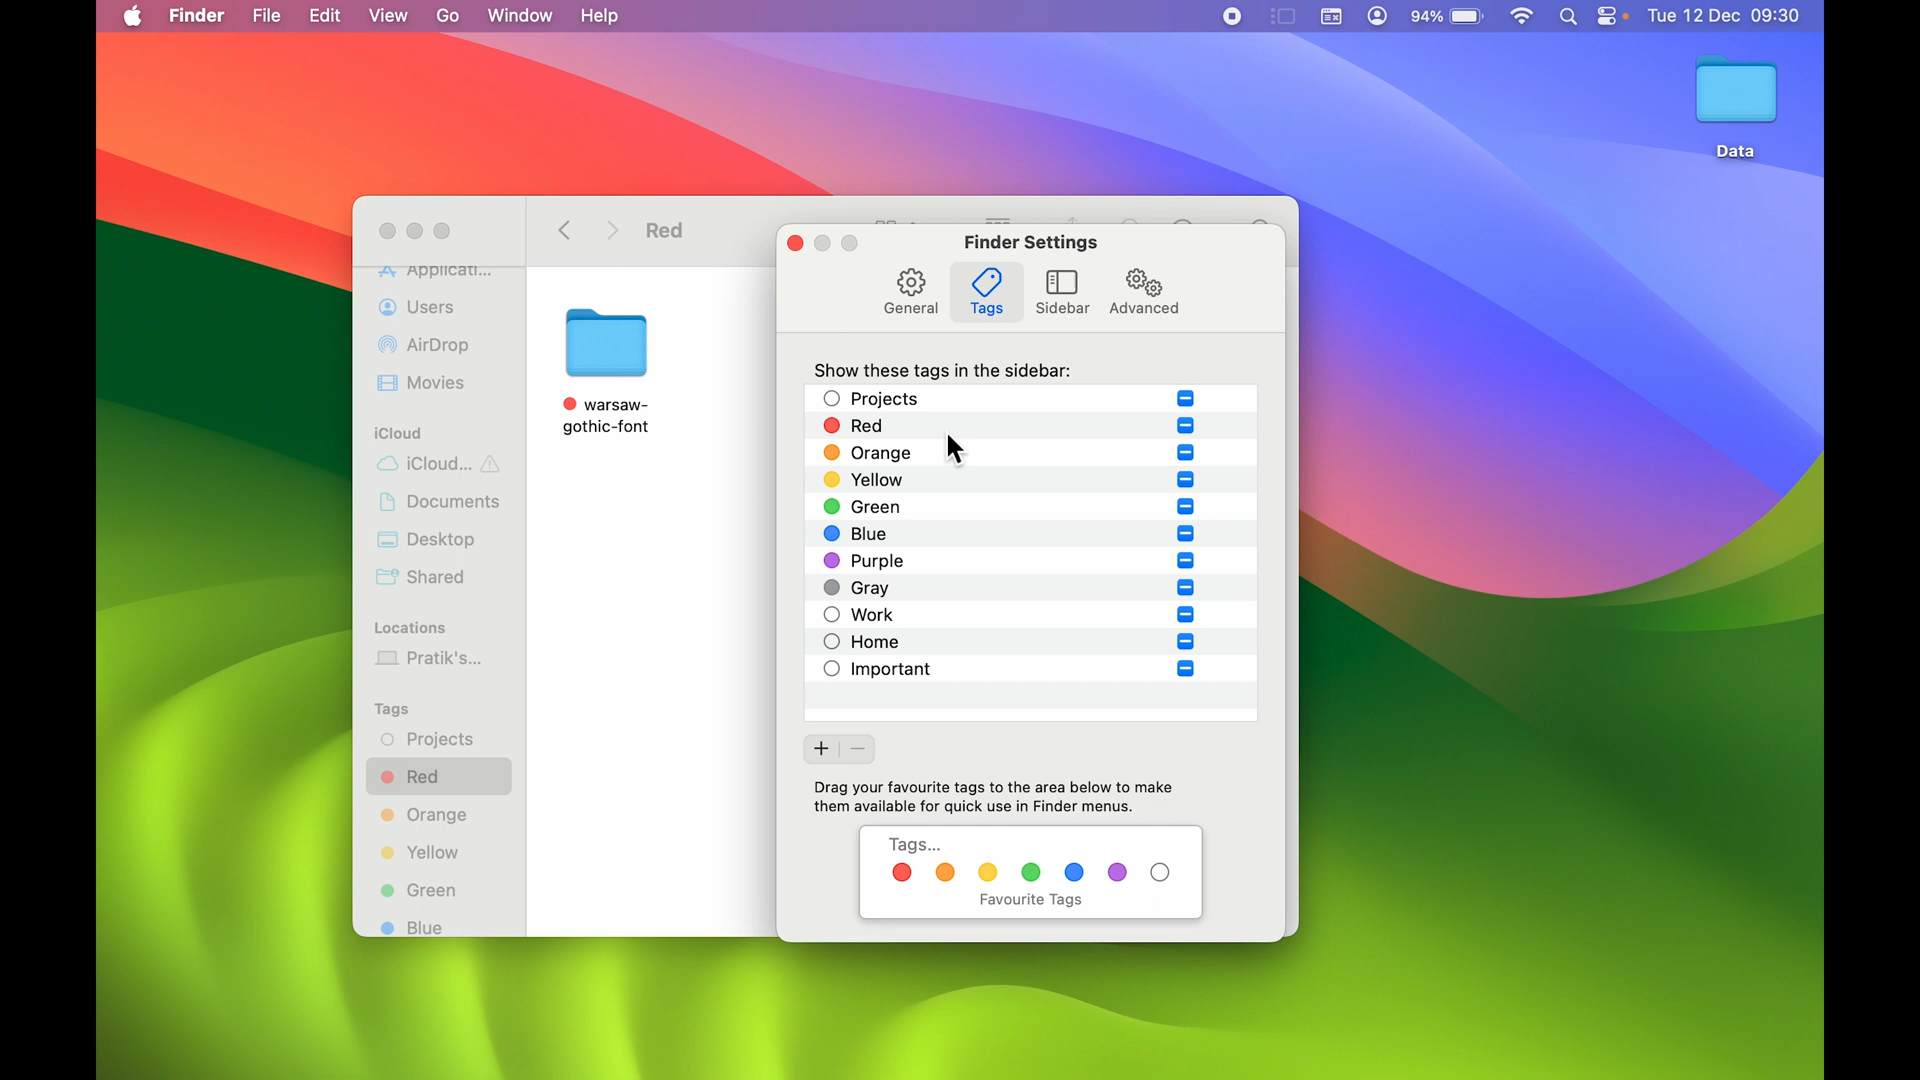 Finder File Edit View Go Window Help 94% Tue 12 Dec 09:30
Data
Red
Applicati...
Users
AirDrop
Movies
iCloud
iCloud...
Documents
Desktop
Shared
Locations
Pratik's...
Tags
Projects
Red
Orange
Yellow
Green
Blue
warsaw-
gothic-font
Finder Settings
General Tags Sidebar Advanced
Show these tags in the sidebar:
Projects
Red
Orange
Yellow
Green
Blue
Purple
Gray
Work
Home
Important
Drag your favourite tags to the area below to make
them available for quick use in Finder menus.
Tags...
Favourite Tags